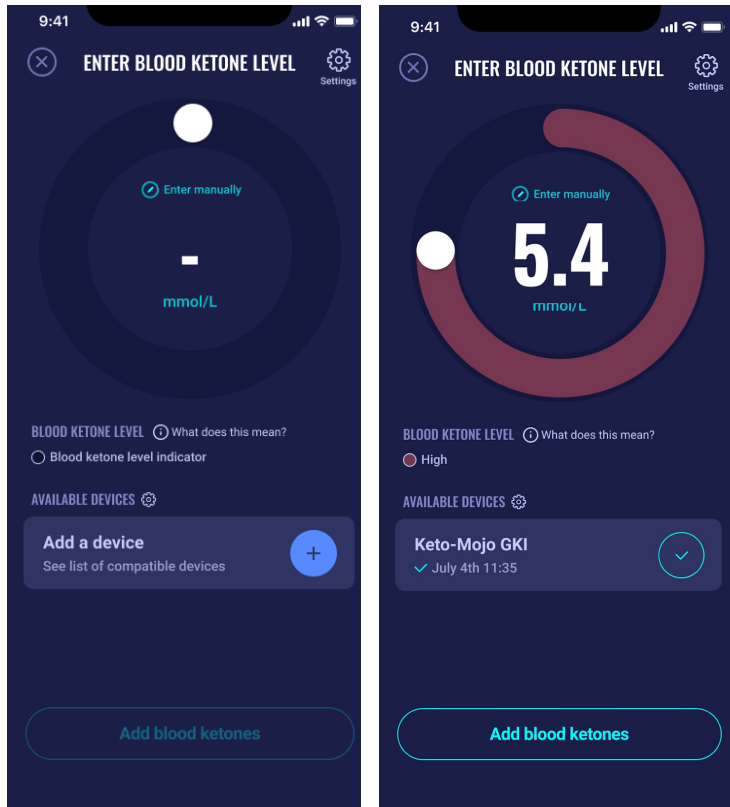 9:41
ENTER BLOOD KETONE LEVEL
Settings
Enter manually
-
mmol/L
BLOOD KETONE LEVEL What does this mean?
Blood ketone level indicator
AVAILABLE DEVICES
Add a device
See list of compatible devices
Add blood ketones
9:41
ENTER BLOOD KETONE LEVEL
Settings
Enter manually
5.4
mmol/L
BLOOD KETONE LEVEL What does this mean?
High
AVAILABLE DEVICES
Keto-Mojo GKI
July 4th 11:35
Add blood ketones